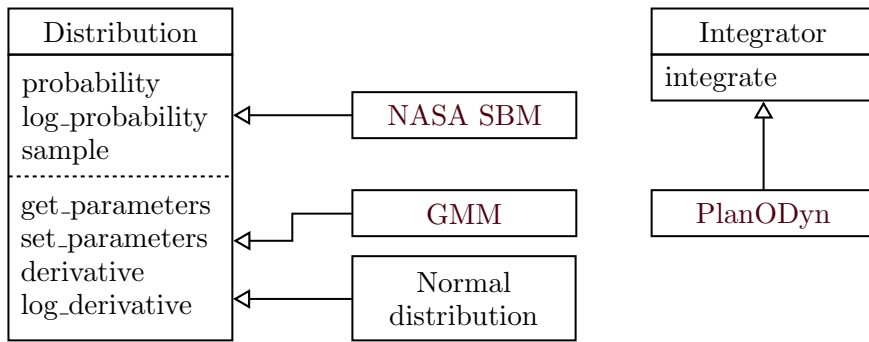 Distribution
probability
log_probability
sample
get_parameters
set_parameters
derivative
log_derivative
NASA SBM
GMM
Normal
distribution
Integrator
integrate
PlanODyn